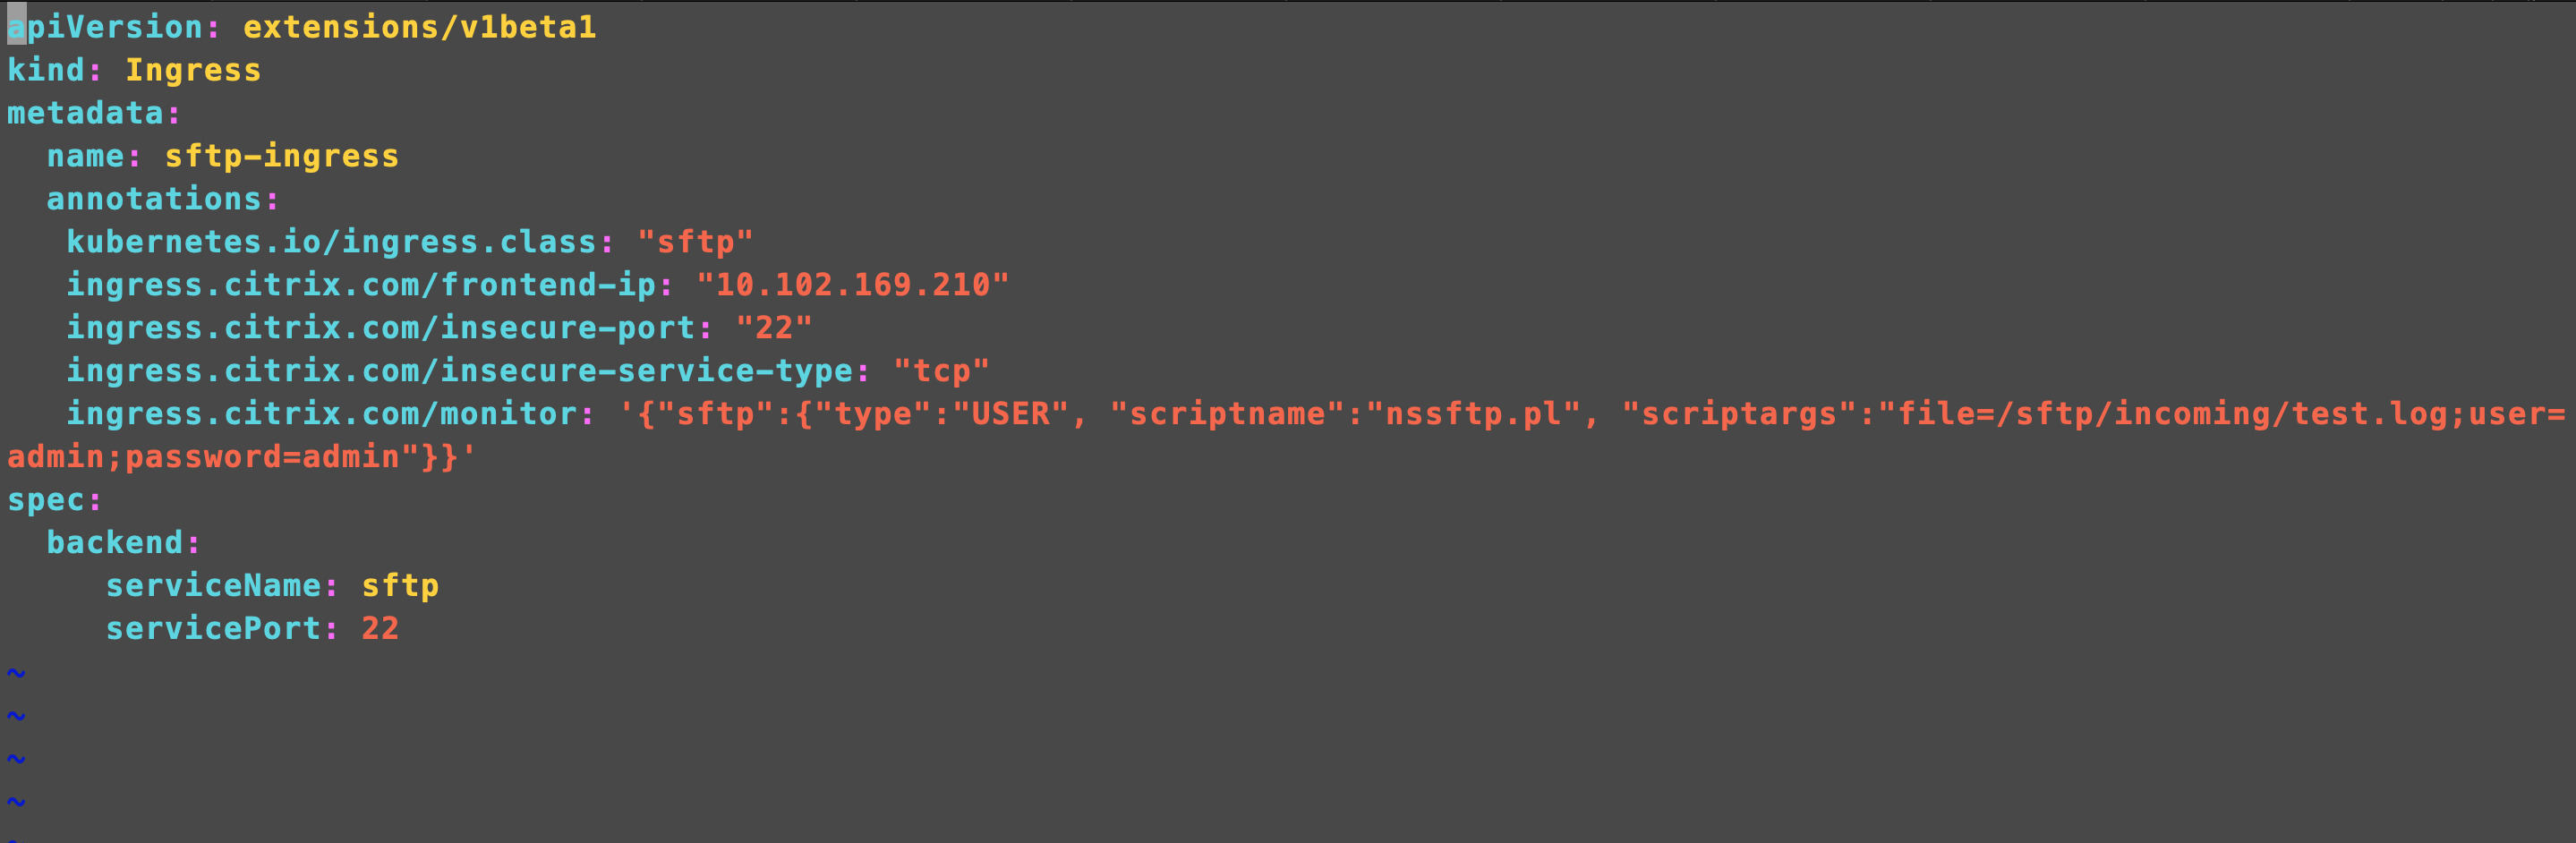 apiVersion: extensions/v1beta1
kind: Ingress
metadata:
  name: sftp-ingress
  annotations:
   kubernetes.io/ingress.class: "sftp"
   ingress.citrix.com/frontend-ip: "10.102.169.210"
   ingress.citrix.com/insecure-port: "22"
   ingress.citrix.com/insecure-service-type: "tcp"
   ingress.citrix.com/monitor: '{"sftp":{"type":"USER", "scriptname":"nssftp.pl", "scriptargs":"file=/sftp/incoming/test.log;user=
admin;password=admin"}}'
spec:
  backend:
     serviceName: sftp
     servicePort: 22
~
~
~
~
~